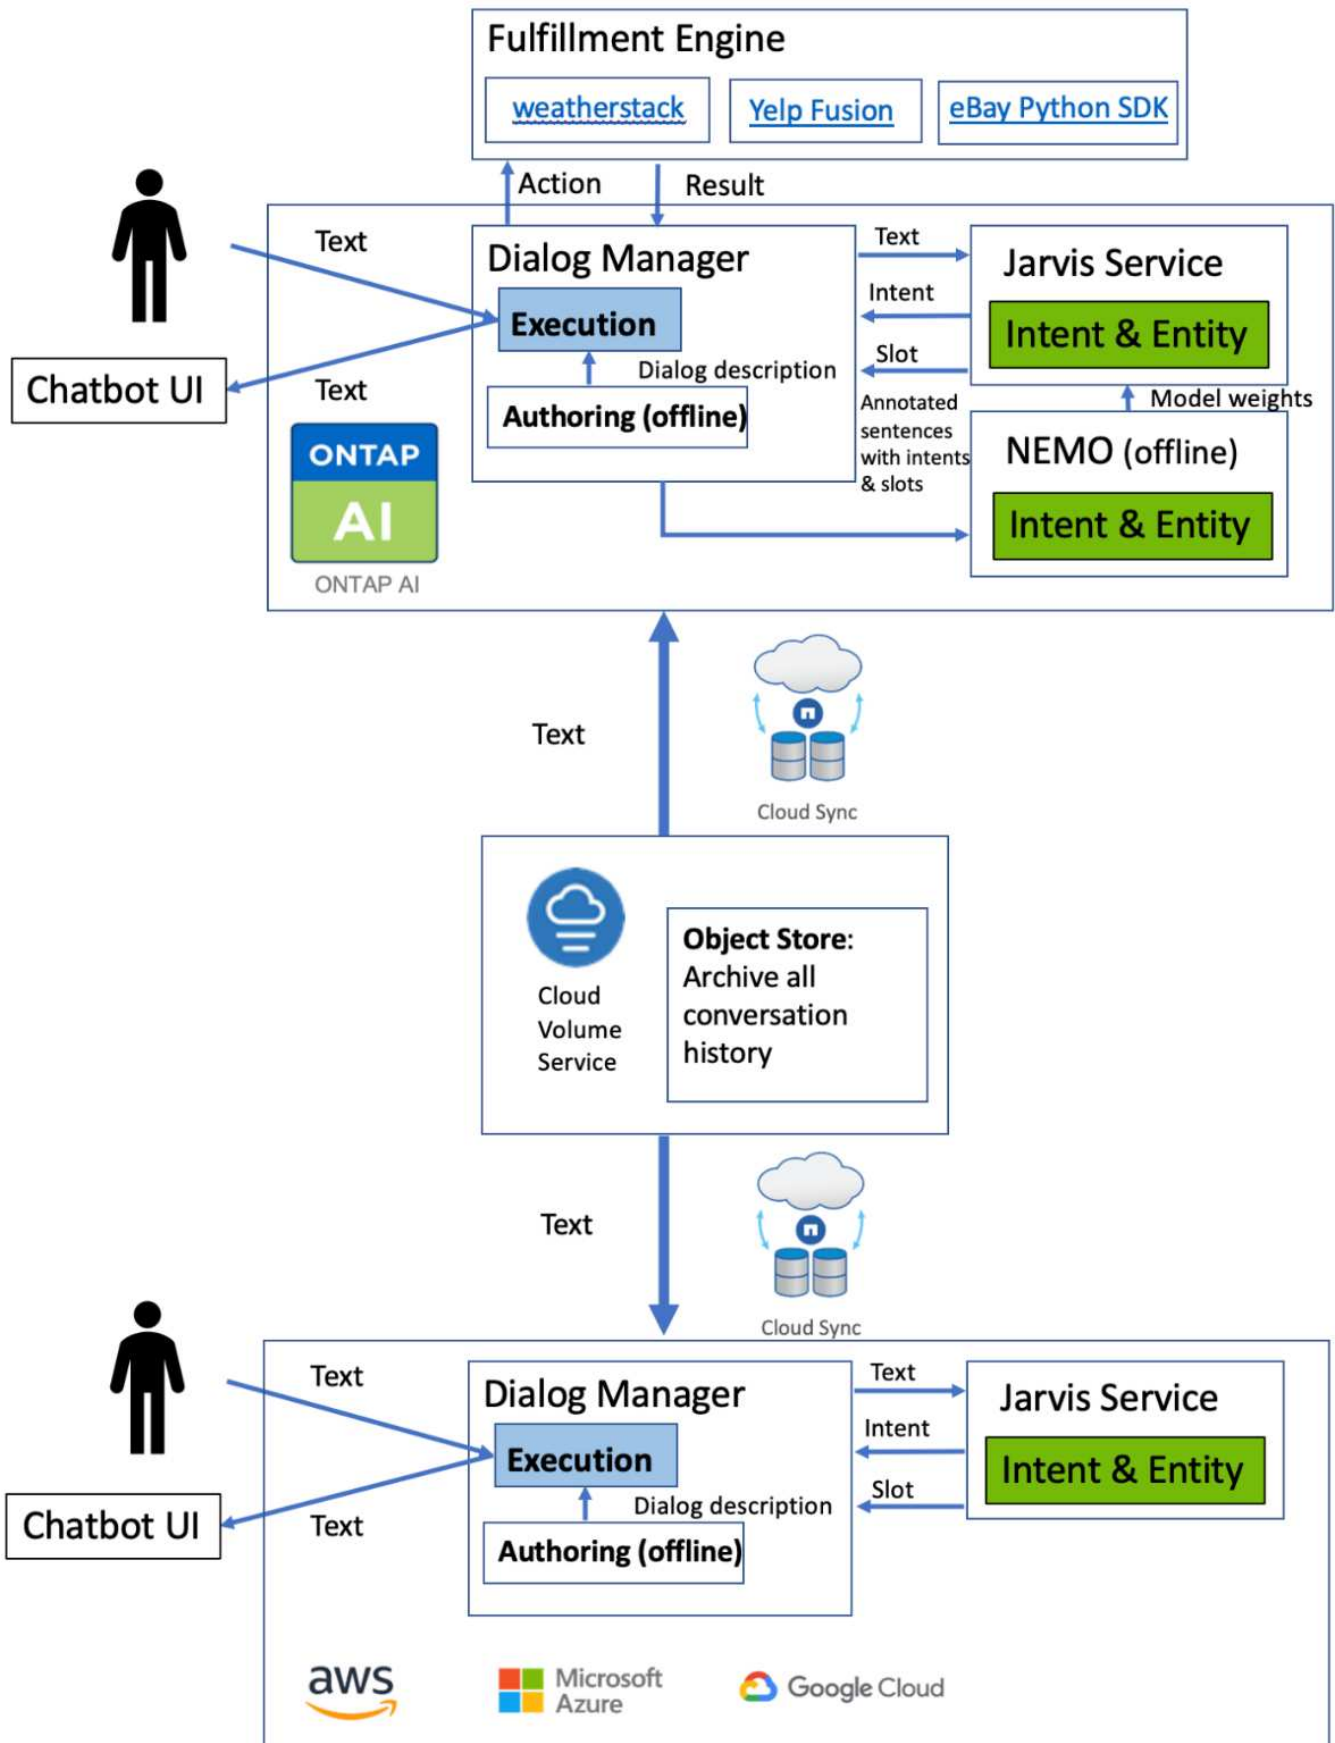 Fulfillment Engine
weatherstack
Yelp Fusion
eBay Python SDK
Action
Result
Text
Dialog Manager
Execution
Dialog description
Authoring (offline)
Text
Intent
Slot
Jarvis Service
Intent & Entity
Chatbot UI
Text
Annotated
sentences
with intents
& slots
Model weights
NEMO (offline)
Intent & Entity
ONTAP
AI
ONTAP AI
Text
Cloud Sync
Cloud
Volume
Service
Object Store:
Archive all
conversation
history
Text
Cloud Sync
Text
Dialog Manager
Execution
Dialog description
Authoring (offline)
Text
Intent
Slot
Jarvis Service
Intent & Entity
Chatbot UI
Text
aws
Microsoft
Azure
Google Cloud